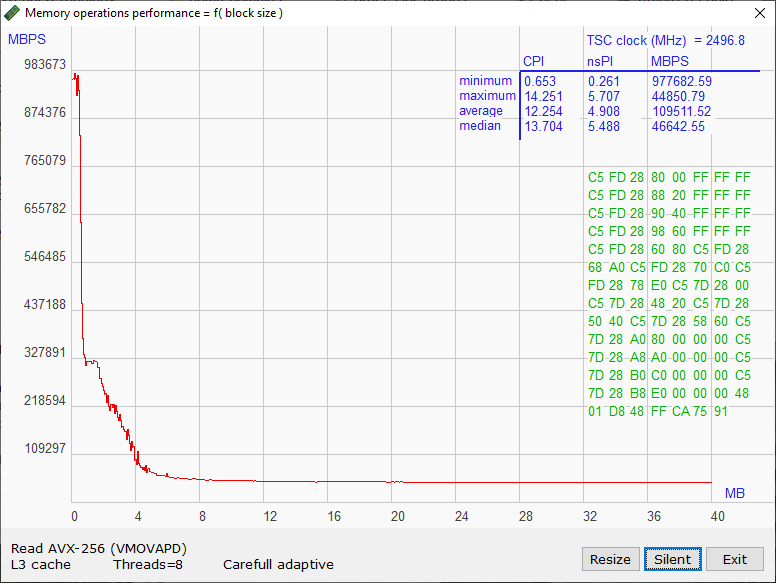 Memory operations performance = f( block size )
MBPS
TSC clock (MHz) = 2496.8
CPI nsPI MBPS
minimum 0.653 0.261 977682.59
maximum 14.251 5.707 44850.79
average 12.254 4.908 109511.52
median 13.704 5.488 46642.55
983673
874376
765079
655782
546485
437188
327891
218594
109297
C5 FD 28 80 00 FF FF FF
C5 FD 28 88 20 FF FF FF
C5 FD 28 90 40 FF FF FF
C5 FD 28 98 60 FF FF FF
C5 FD 28 60 80 C5 FD 28
68 A0 C5 FD 28 70 C0 C5
FD 28 78 E0 C5 7D 28 00
C5 7D 28 48 20 C5 7D 28
50 40 C5 7D 28 58 60 C5
7D 28 A0 80 00 00 00 C5
7D 28 A8 A0 00 00 00 C5
7D 28 B0 C0 00 00 00 C5
7D 28 B8 E0 00 00 00 48
01 D8 48 FF CA 75 91
MB
0 4 8 12 16 20 24 28 32 36 40
Read AVX-256 (VMOVAPD)
L3 cache Threads=8 Carefull adaptive
Resize Silent Exit